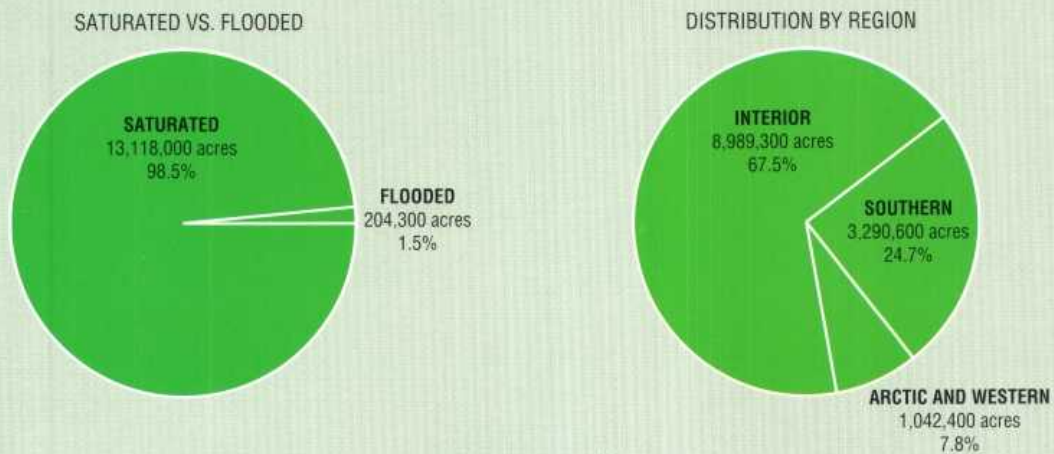 SATURATED VS. FLOODED
SATURATED
13,118,000 acres
98.5%
FLOODED
204,300 acres
1.5%
DISTRIBUTION BY REGION
INTERIOR
8,989,300 acres
67.5%
SOUTHERN
3,290,600 acres
24.7%
ARCTIC AND WESTERN
1,042,400 acres
7.8%